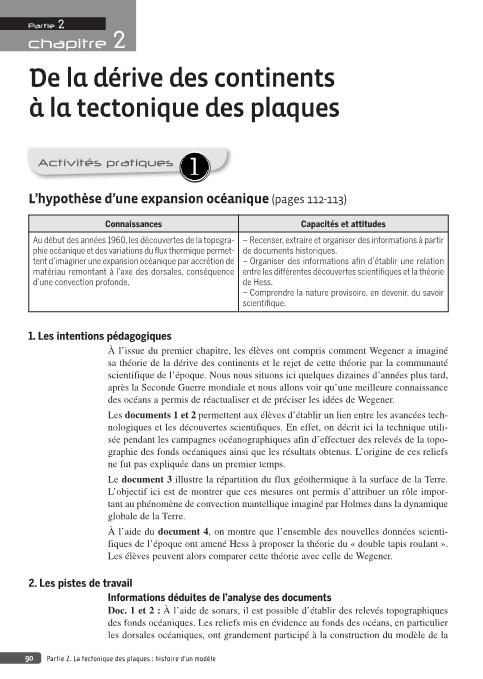 Partie 2
chapitre 2
De la dérive des continents
à la tectonique des plaques
Activités pratiques 1
L'hypothèse d'une expansion océanique (pages 112-113)
Connaissances
Au début des années 1960, les découvertes de la topogra-
phie océanique et des variations du flux thermique permet-
tent d'imaginer une expansion océanique par accrétion de
matériau remontant à l'axe des dorsales, conséquence
d'une convection profonde.
Capacités et attitudes
– Recenser, extraire et organiser des informations à partir
de documents historiques.
– Organiser des informations afin d'établir une relation
entre les différentes découvertes scientifiques et la théorie
de Hess.
– Comprendre la nature provisoire, en devenir, du savoir
scientifique.
1. Les intentions pédagogiques
À l'issue du premier chapitre, les élèves ont compris comment Wegener a imaginé
sa théorie de la dérive des continents et le rejet de cette théorie par la communauté
scientifique de l'époque. Nous nous situons ici quelques dizaines d'années plus tard,
après la Seconde Guerre mondiale et nous allons voir qu'une meilleure connaissance
des océans a permis de réactualiser et de préciser les idées de Wegener.
Les documents 1 et 2 permettent aux élèves d'établir un lien entre les avancées tech-
nologiques et les découvertes scientifiques. En effet, on décrit ici la technique utili-
sée pendant les campagnes océanographiques afin d'effectuer des relevés de la topo-
graphie des fonds océaniques ainsi que les résultats obtenus. L'origine de ces reliefs
ne fut pas expliquée dans un premier temps.
Le document 3 illustre la répartition du flux géothermique à la surface de la Terre.
L'objectif ici est de montrer que ces mesures ont permis d'attribuer un rôle impor-
tant au phénomène de convection mantellique imaginé par Holmes dans la dynamique
globale de la Terre.
À l'aide du document 4, on montre que l'ensemble des nouvelles données scienti-
fiques de l'époque ont amené Hess à proposer la théorie du « double tapis roulant ».
Les élèves peuvent alors comparer cette théorie avec celle de Wegener.
2. Les pistes de travail
Informations déduites de l'analyse des documents
Doc. 1 et 2 : À l'aide de sonars, il est possible d'établir des relevés topographiques
des fonds océaniques. Les reliefs mis en évidence au fonds des océans, en particulier
les dorsales océaniques, ont grandement participé à la construction du modèle de la
90 Partie 2. La tectonique des plaques : histoire d'un modèle